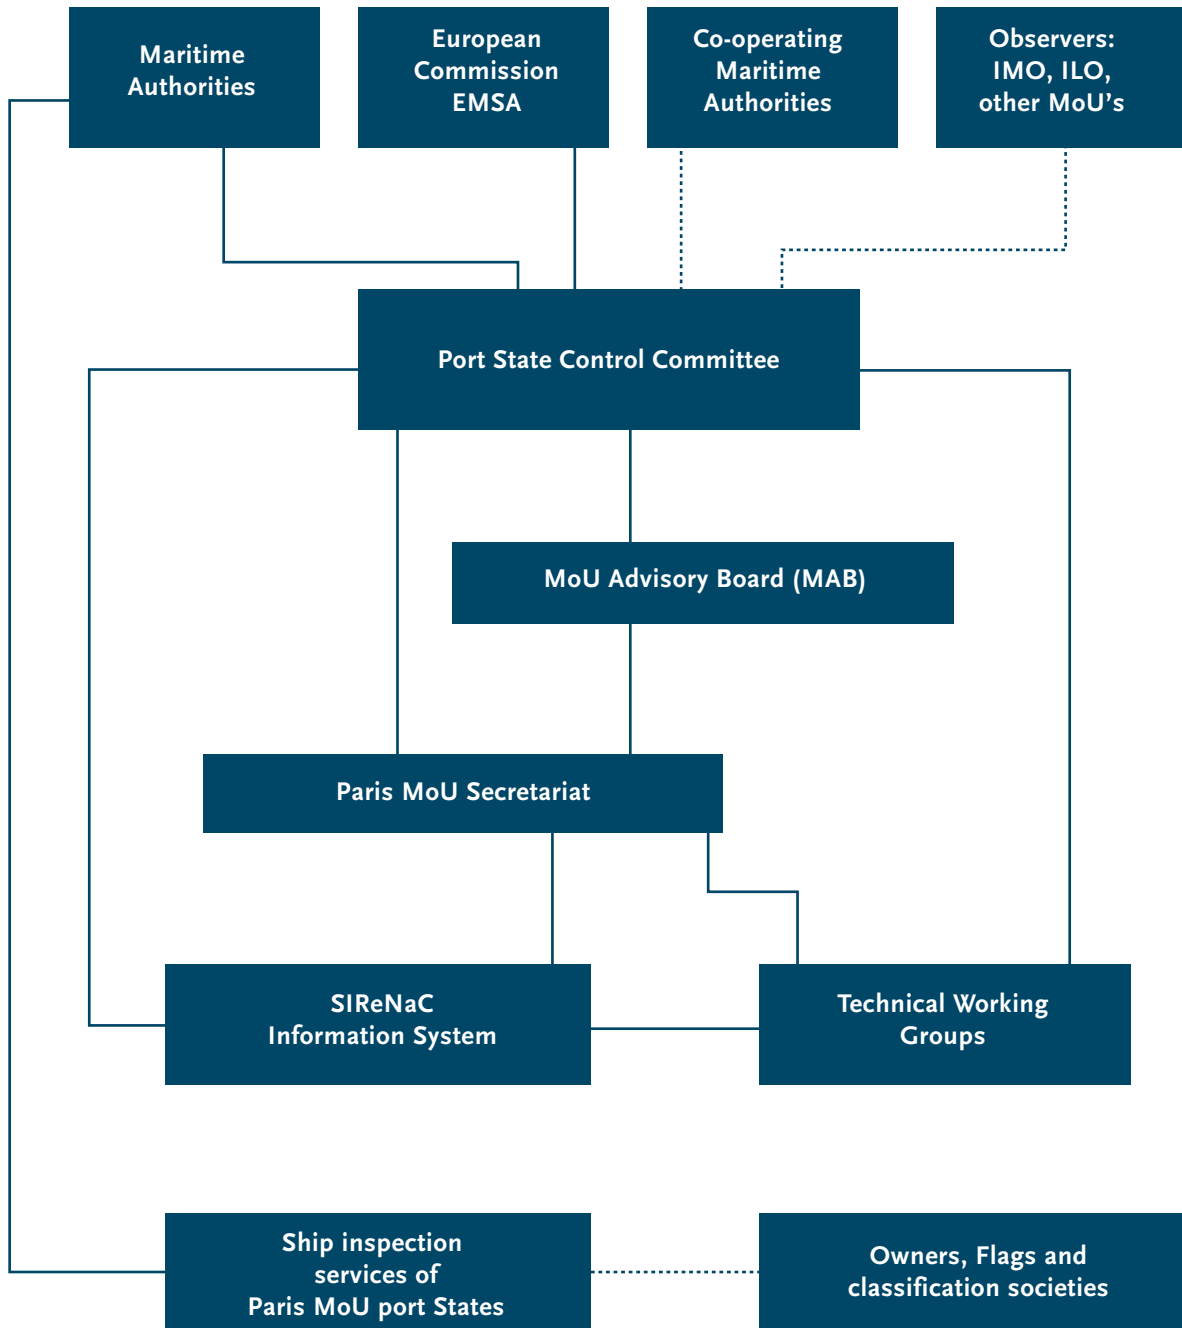 Maritime
Authorities
European
Commission
EMSA
Co-operating
Maritime
Authorities
Observers:
IMO, ILO,
other MoU’s
Port State Control Committee
MoU Advisory Board (MAB)
Paris MoU Secretariat
SIReNaC
Information System
Technical Working
Groups
Ship inspection
services of
Paris MoU port States
Owners, Flags and
classification societies